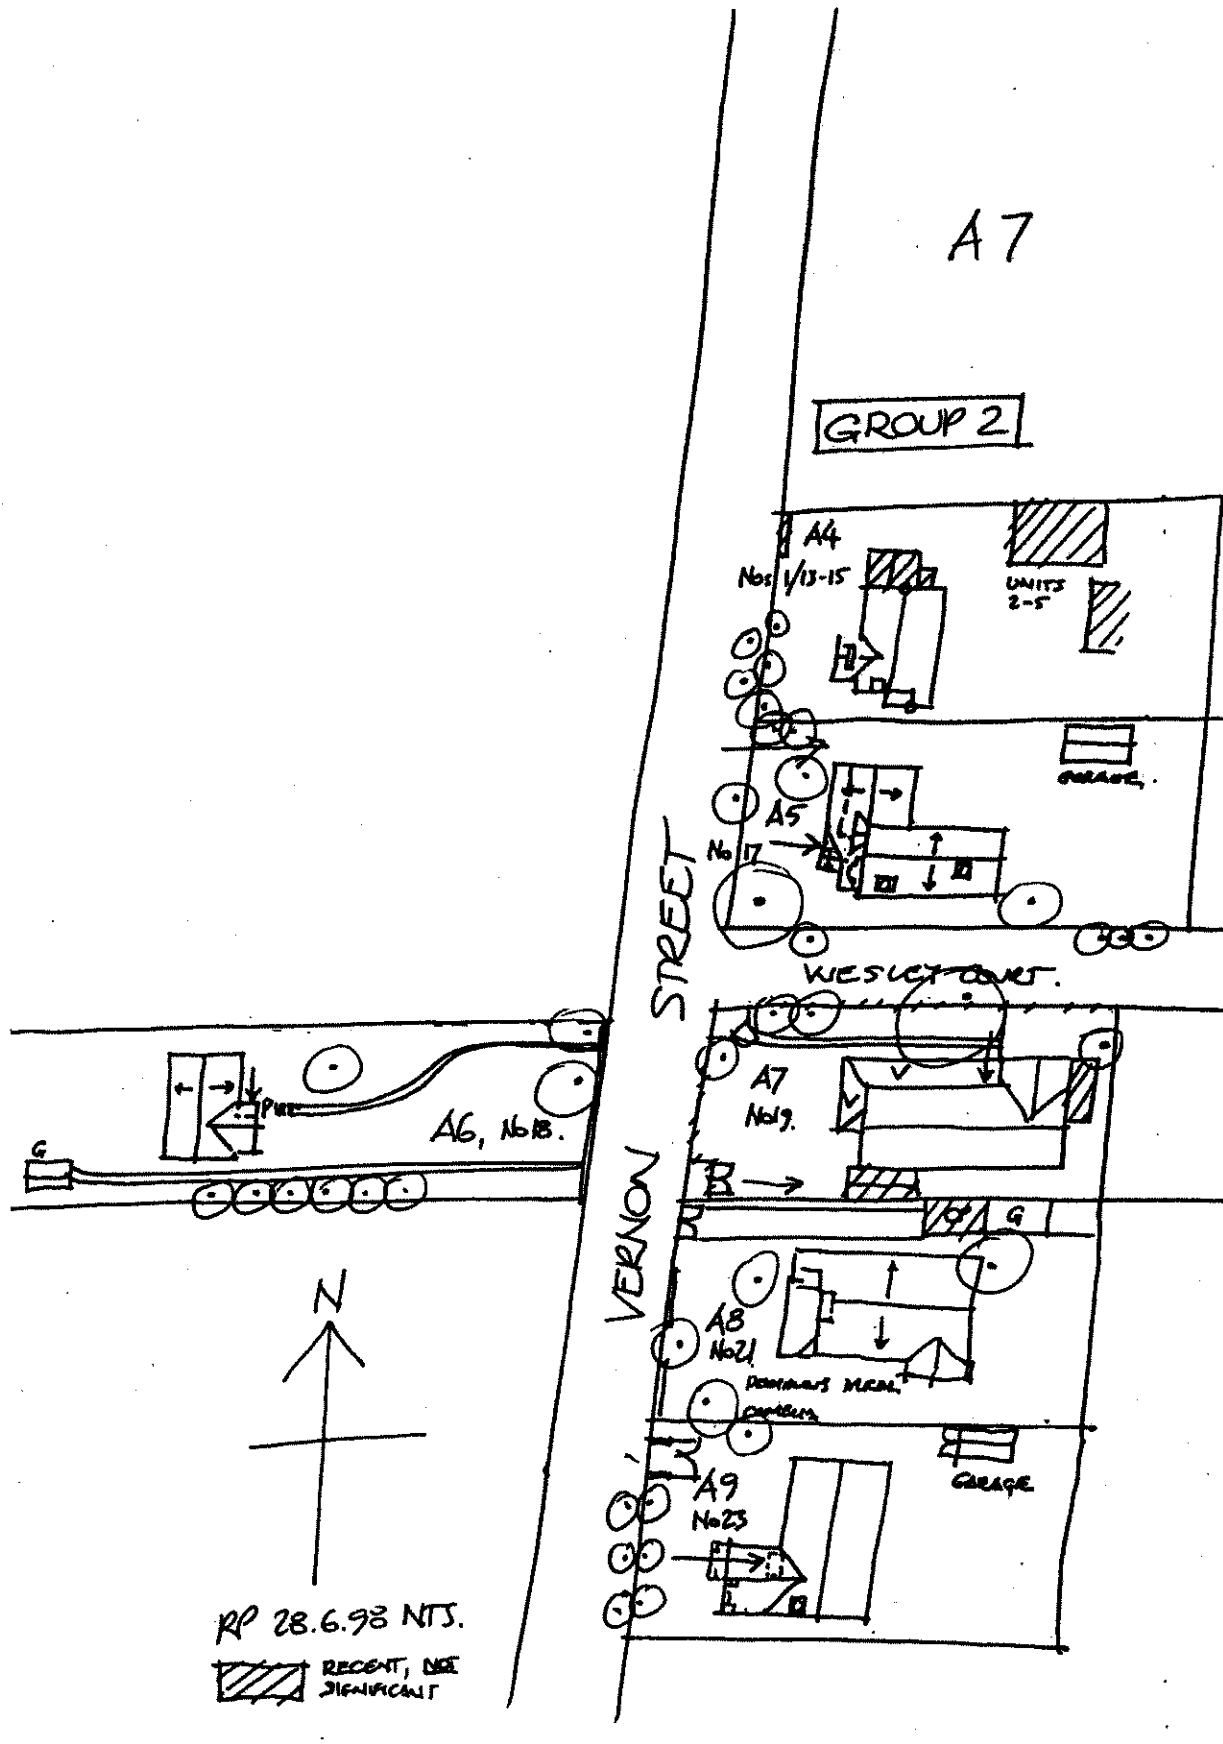 A7
GROUP 2
A4
Nos 1/13-15
UNITS
2-5
GARAGE.
A5
No 17
STREET
WESLEY COURT.
A7
No19.
A6, No18.
G
G
VERNON
N
A8
No21
A9
No23
GARAGE
RP 28.6.98 NTS.
RECENT, NOT
SIGNIFICANT